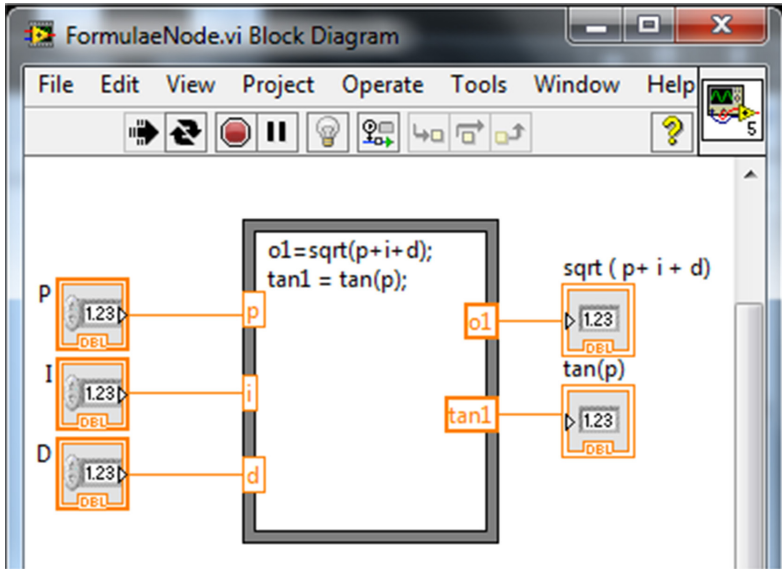 FormulaeNode.vi Block Diagram
File Edit View Project Operate Tools Window Help
5
o1=sqrt(p+i+d);
tan1 = tan(p);
sqrt ( p+ i + d)
P
1.23
DBL
p
o1
1.23
DBL
tan(p)
I
1.23
DBL
i
tan1
1.23
DBL
D
1.23
DBL
d